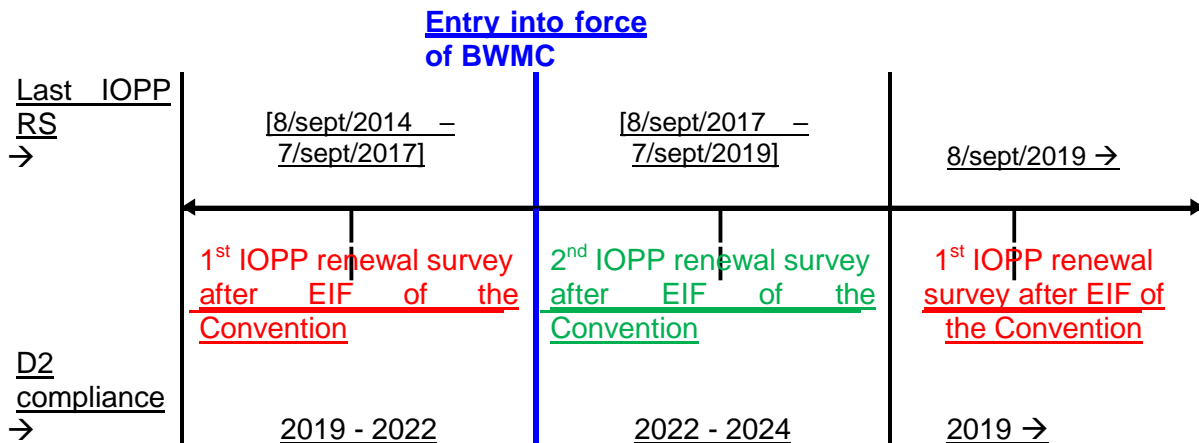 Entry into force
of BWMC
Last IOPP
RS
→
[8/sept/2014 –
7/sept/2017]
[8/sept/2017 –
7/sept/2019]
8/sept/2019 →
1st IOPP renewal survey
after EIF of the
Convention
2nd IOPP renewal survey
after EIF of the
Convention
1st IOPP renewal
survey after EIF of
the Convention
D2
compliance
→
2019 - 2022
2022 - 2024
2019 →